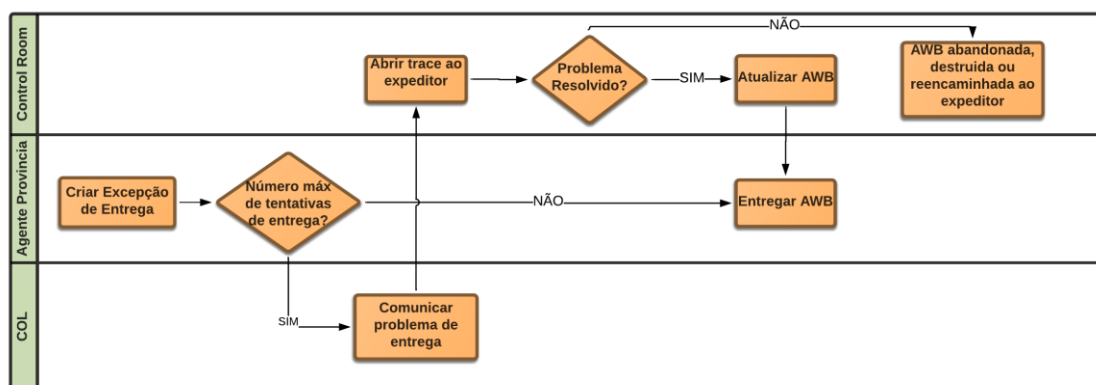 Control Room
Abrir trace ao
expeditor
Problema
Resolvido?
SIM
Atualizar AWB
NÃO
AWB abandonada,
destruida ou
reencaminhada ao
expeditor
Agente Provincia
Criar Excepção
de Entrega
Número máx
de tentativas
de entrega?
NÃO
Entregar AWB
COL
SIM
Comunicar
problema de
entrega